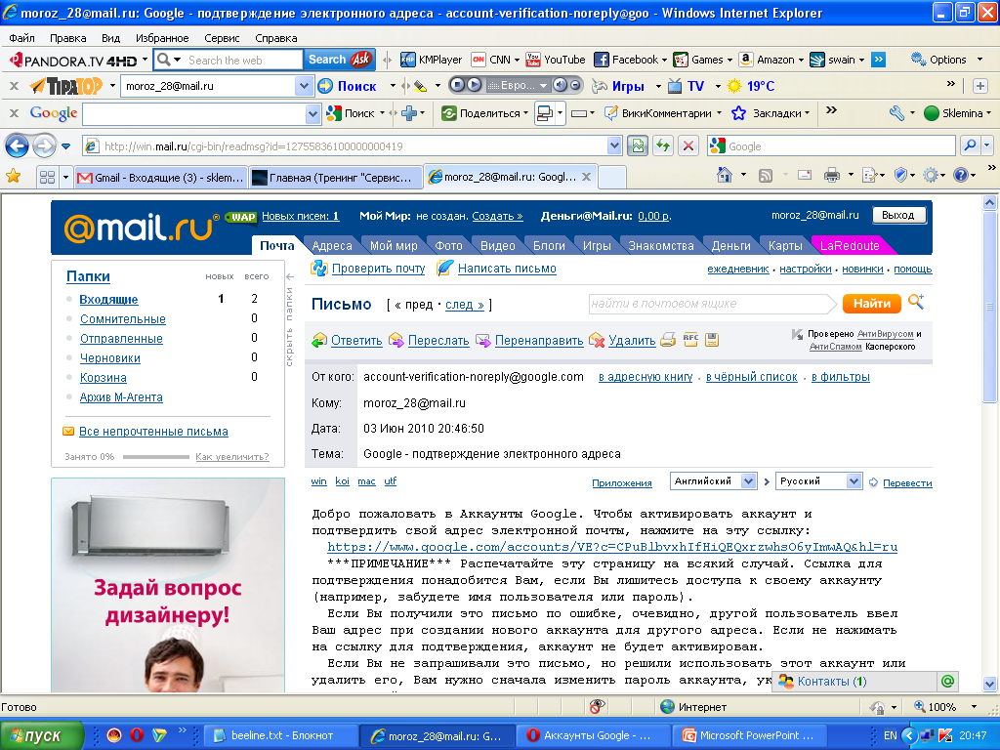 moroz_28@mail.ru: Google - подтверждение электронного адреса - account-verification-noreply@goo - Windows Internet Explorer
Файл Правка Вид Избранное Сервис Справка
PANDORA.TV 4HD Search the web Search Ask KMPlayer CNN YouTube Facebook Games Amazon swain Options
ТИРАТОР moroz_28@mail.ru Поиск Евро... Игры TV 19°C
Google Поиск Поделиться ВикиКомментарии Закладки Sklemina
http://win.mail.ru/cgi-bin/readmsg?id=12755836100000000419 Google
Gmail - Входящие (3) - sklem... Главная (Тренинг "Сервис... moroz_28@mail.ru: Googl...
@mail.ru WAP Новых писем: 1 Мой Мир: не создан. Создать » Деньги@Mail.ru: 0,00 р. moroz_28@mail.ru Выход
Почта Адреса Мой мир Фото Видео Блоги Игры Знакомства Деньги Карты LaRedoute
Проверить почту Написать письмо ежедневник · настройки · новинки · помощь
Папки новых всего
Входящие 1 2
Сомнительные 0
Отправленные 0
Черновики 0
Корзина 0
Архив М-Агента
Все непрочтенные письма
Занято 0% Как увеличить?
скрыть папки
Задай вопрос
дизайнеру!
Письмо [ « пред · след » ] найти в почтовом ящике Найти
Ответить Переслать Перенаправить Удалить RFC Проверено АнтиВирусом и
АнтиСпамом Касперского
От кого: account-verification-noreply@google.com в адресную книгу · в чёрный список · в фильтры
Кому: moroz_28@mail.ru
Дата: 03 Июн 2010 20:46:50
Тема: Google - подтверждение электронного адреса
win koi mac utf Приложения Английский Русский Перевести
Добро пожаловать в Аккаунты Google. Чтобы активировать аккаунт и
подтвердить свой адрес электронной почты, нажмите на эту ссылку:
https://www.google.com/accounts/VE?c=CPuBlbvxhIfHiQEQxrzwhsO6yImwAQ&hl=ru
***ПРИМЕЧАНИЕ*** Распечатайте эту страницу на всякий случай. Ссылка для
подтверждения понадобится Вам, если Вы лишитесь доступа к своему аккаунту
(например, забудете имя пользователя или пароль).
Если Вы получили это письмо по ошибке, очевидно, другой пользователь ввел
Ваш адрес при создании нового аккаунта для другого адреса. Если не нажимать
на ссылку для подтверждения, аккаунт не будет активирован.
Если Вы не запрашивали это письмо, но решили использовать этот аккаунт или
удалить его, Вам нужно сначала изменить пароль аккаунта, ук
Контакты (1) @
Готово Интернет 100%
пуск beeline.txt - Блокнот moroz_28@mail.ru: G... Аккаунты Google - ... Microsoft PowerPoint ... EN 20:47